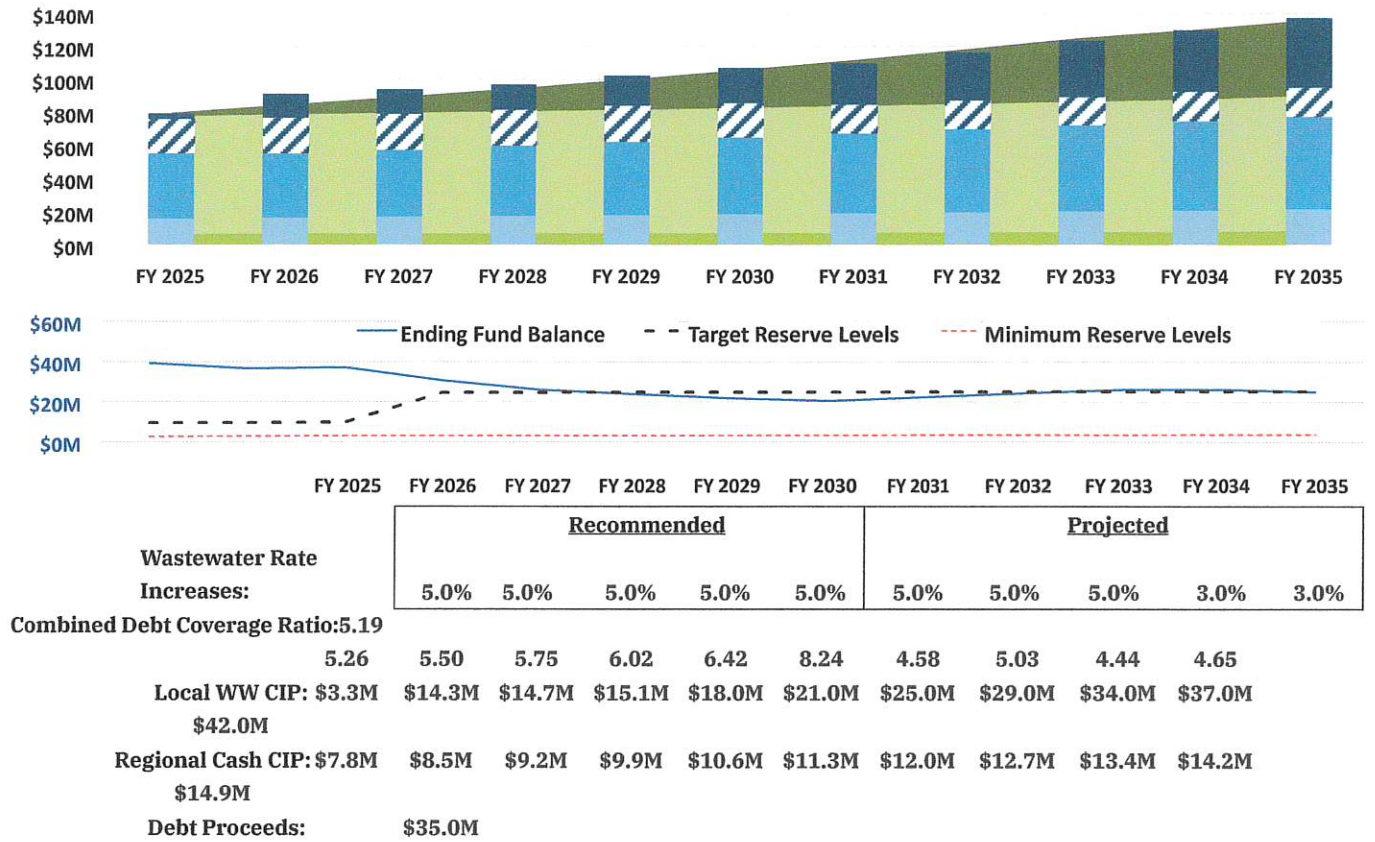 $140M
$120M
$100M
$80M
$60M
$40M
$20M
$0M
FY 2025 FY 2026 FY 2027 FY 2028 FY 2029 FY 2030 FY 2031 FY 2032 FY 2033 FY 2034 FY 2035
$60M
Ending Fund Balance Target Reserve Levels Minimum Reserve Levels
$40M
$20M
$0M
FY 2025 FY 2026 FY 2027 FY 2028 FY 2029 FY 2030 FY 2031 FY 2032 FY 2033 FY 2034 FY 2035
Recommended Projected
Wastewater Rate
Increases: 5.0% 5.0% 5.0% 5.0% 5.0% 5.0% 5.0% 5.0% 3.0% 3.0%
Combined Debt Coverage Ratio:5.19
5.26 5.50 5.75 6.02 6.42 8.24 4.58 5.03 4.44 4.65
Local WW CIP: $3.3M $14.3M $14.7M $15.1M $18.0M $21.0M $25.0M $29.0M $34.0M $37.0M
$42.0M
Regional Cash CIP: $7.8M $8.5M $9.2M $9.9M $10.6M $11.3M $12.0M $12.7M $13.4M $14.2M
$14.9M
Debt Proceeds: $35.0M